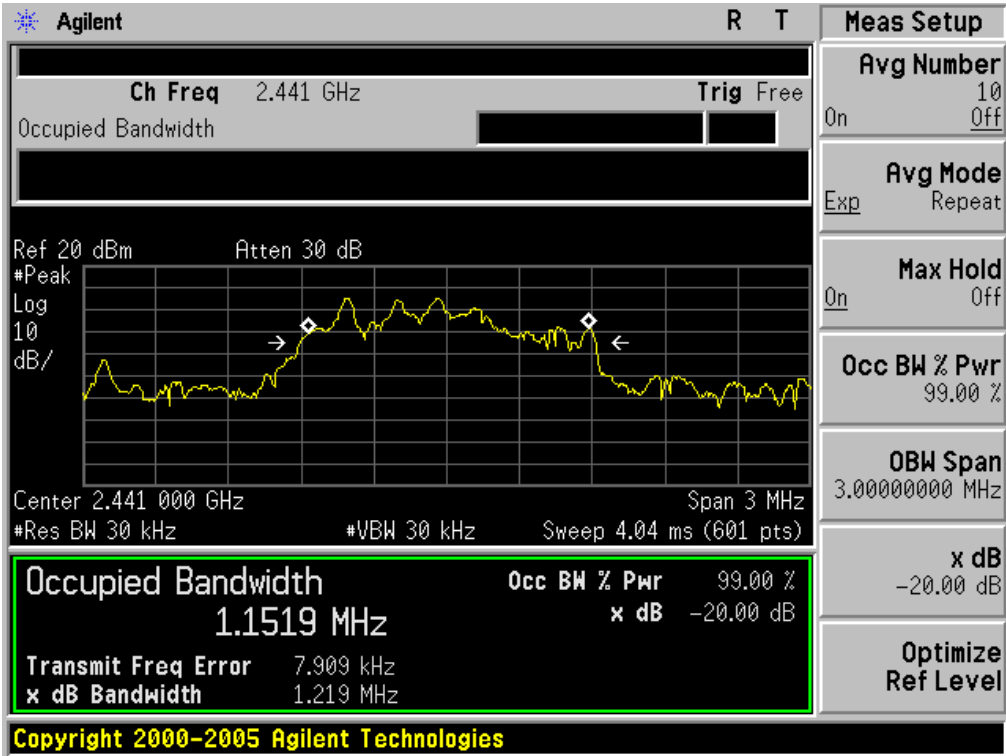 Agilent R T
Ch Freq 2.441 GHz Trig Free
Occupied Bandwidth
Ref 20 dBm Atten 30 dB
#Peak
Log
10
dB/
Center 2.441 000 GHz Span 3 MHz
#Res BW 30 kHz #VBW 30 kHz Sweep 4.04 ms (601 pts)
Occupied Bandwidth Occ BW % Pwr 99.00 %
1.1519 MHz x dB -20.00 dB
Transmit Freq Error 7.909 kHz
x dB Bandwidth 1.219 MHz
Copyright 2000-2005 Agilent Technologies
Meas Setup
Avg Number
10
On Off
Avg Mode
Exp Repeat
Max Hold
On Off
Occ BW % Pwr
99.00 %
OBW Span
3.00000000 MHz
x dB
-20.00 dB
Optimize
Ref Level